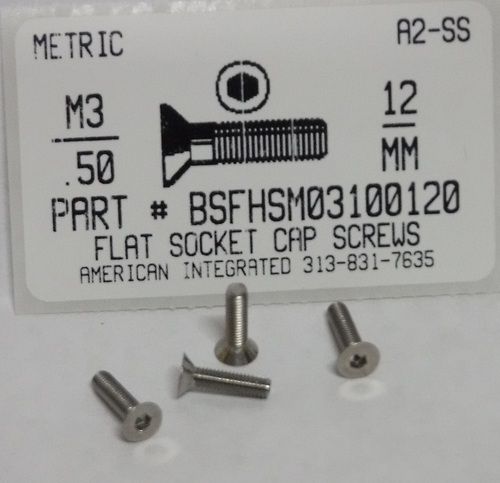 METRIC A2-SS
M3 12
.50 MM
PART # BSFHSM03100120
FLAT SOCKET CAP SCREWS
AMERICAN INTEGRATED 313-831-7635